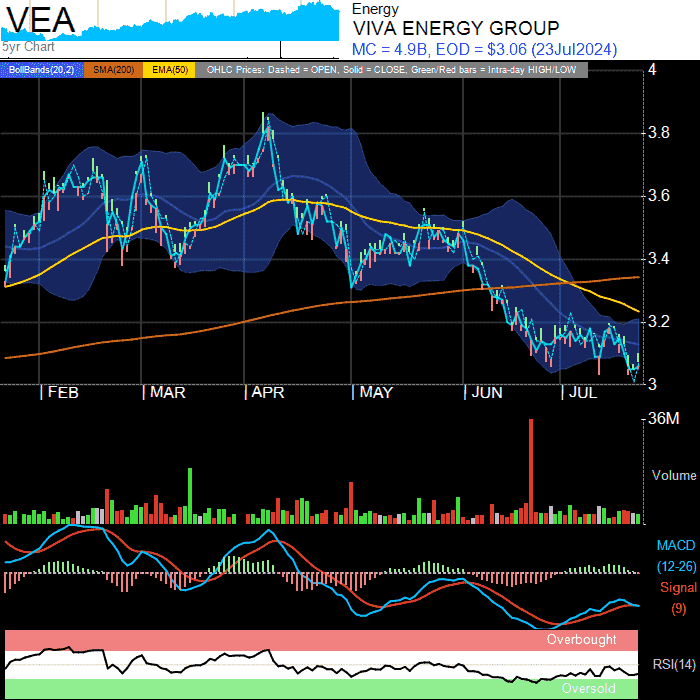 VEA
5yr Chart
Energy
VIVA ENERGY GROUP
MC = 4.9B, EOD = $3.06 (23Jul2024)
BollBands(20,2) SMA(200) EMA(50) OHLC Prices: Dashed = OPEN, Solid = CLOSE, Green/Red bars = Intra-day HIGH/LOW
4
3.8
3.6
3.4
3.2
3
FEB MAR APR MAY JUN JUL
36M
Volume
MACD
(12-26)
Signal
(9)
Overbought
RSI(14)
Oversold